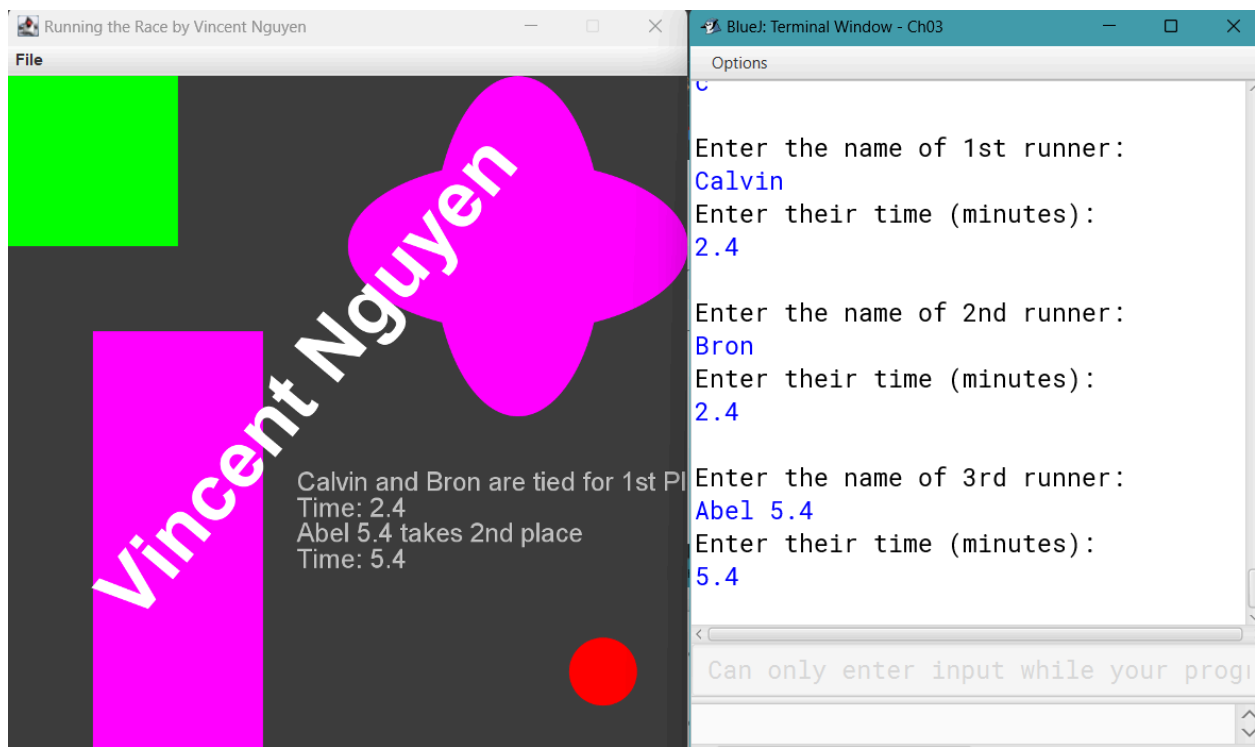 Running the Race by Vincent Nguyen
File
Vincent Nguyen
Calvin and Bron are tied for 1st Pl
Time: 2.4
Abel 5.4 takes 2nd place
Time: 5.4
BlueJ: Terminal Window - Ch03
Options
Enter the name of 1st runner:
Calvin
Enter their time (minutes):
2.4
Enter the name of 2nd runner:
Bron
Enter their time (minutes):
2.4
Enter the name of 3rd runner:
Abel 5.4
Enter their time (minutes):
5.4
Can only enter input while your progr